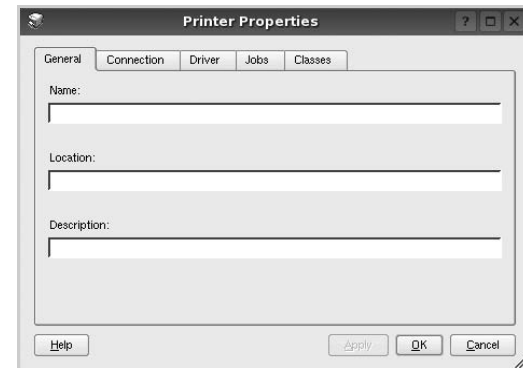 Printer Properties
General Connection Driver Jobs Classes
Name:
Location:
Description:
Help Apply OK Cancel